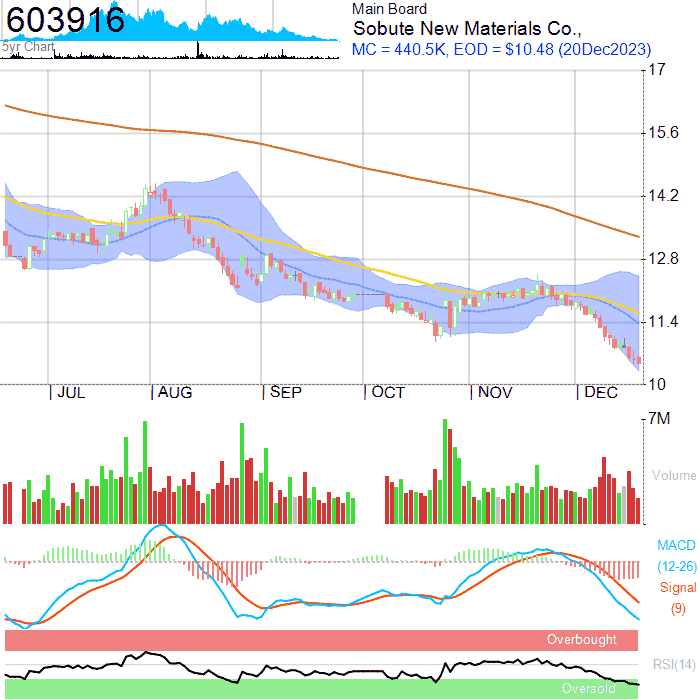 603916
Main Board
Sobute New Materials Co.,
5yr Chart
MC = 440.5K, EOD = $10.48 (20Dec2023)
17
15.6
14.2
12.8
11.4
10
JUL AUG SEP OCT NOV DEC
7M
Volume
MACD
(12-26)
Signal
(9)
Overbought
RSI(14)
Oversold